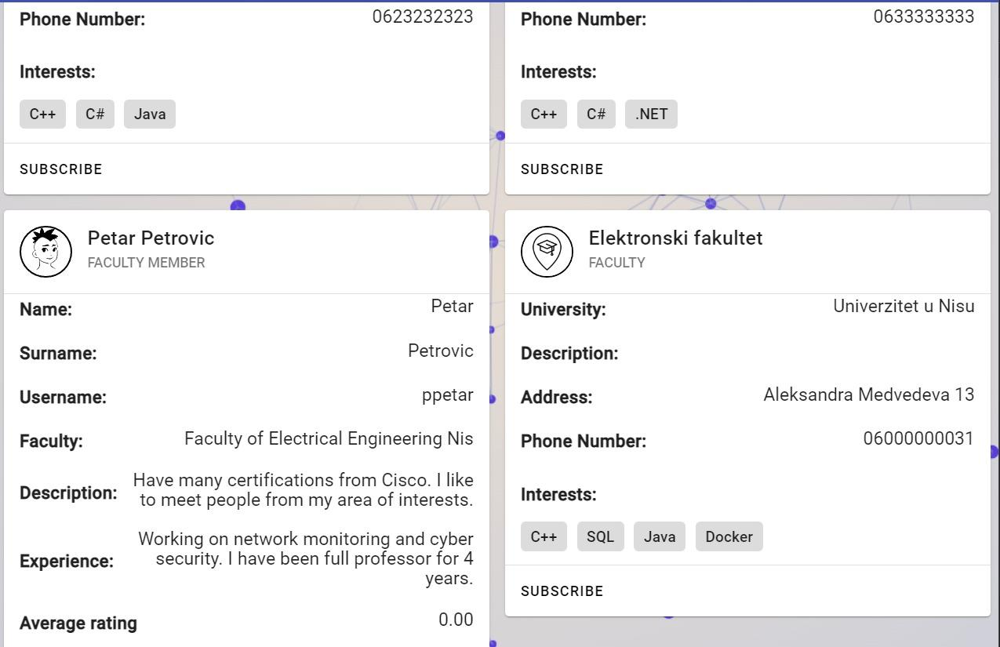 Phone Number: 0623232323
Interests:
C++ C# Java
SUBSCRIBE
Phone Number: 0633333333
Interests:
C++ C# .NET
SUBSCRIBE
Petar Petrovic
FACULTY MEMBER
Name: Petar
Surname: Petrovic
Username: ppetar
Faculty: Faculty of Electrical Engineering Nis
Description: Have many certifications from Cisco. I like
to meet people from my area of interests.
Experience: Working on network monitoring and cyber
security. I have been full professor for 4
years.
Average rating 0.00
Elektronski fakultet
FACULTY
University: Univerzitet u Nisu
Description:
Address: Aleksandra Medvedeva 13
Phone Number: 06000000031
Interests:
C++ SQL Java Docker
SUBSCRIBE